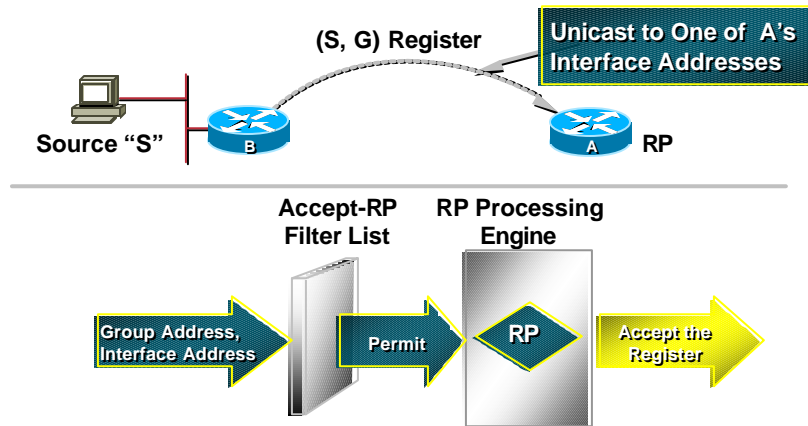 (S, G) Register
Unicast to One of A's
Interface Addresses
Source “S”
B
A
RP
Accept-RP
Filter List
RP Processing
Engine
Group Address,
Interface Address
Permit
RP
Accept the
Register